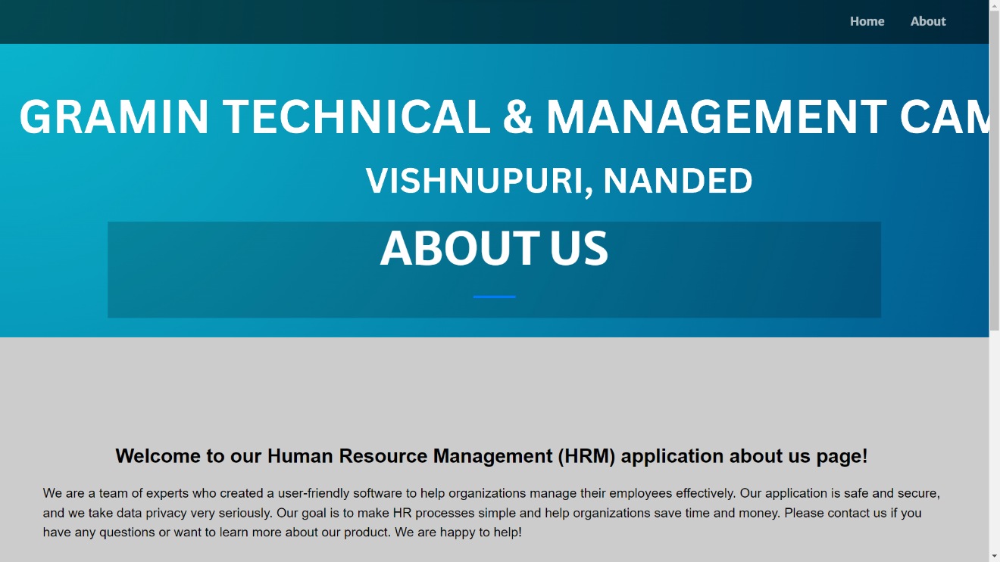 Home About
GRAMIN TECHNICAL & MANAGEMENT CAM
VISHNUPURI, NANDED
ABOUT US
Welcome to our Human Resource Management (HRM) application about us page!
We are a team of experts who created a user-friendly software to help organizations manage their employees effectively. Our application is safe and secure,
and we take data privacy very seriously. Our goal is to make HR processes simple and help organizations save time and money. Please contact us if you
have any questions or want to learn more about our product. We are happy to help!